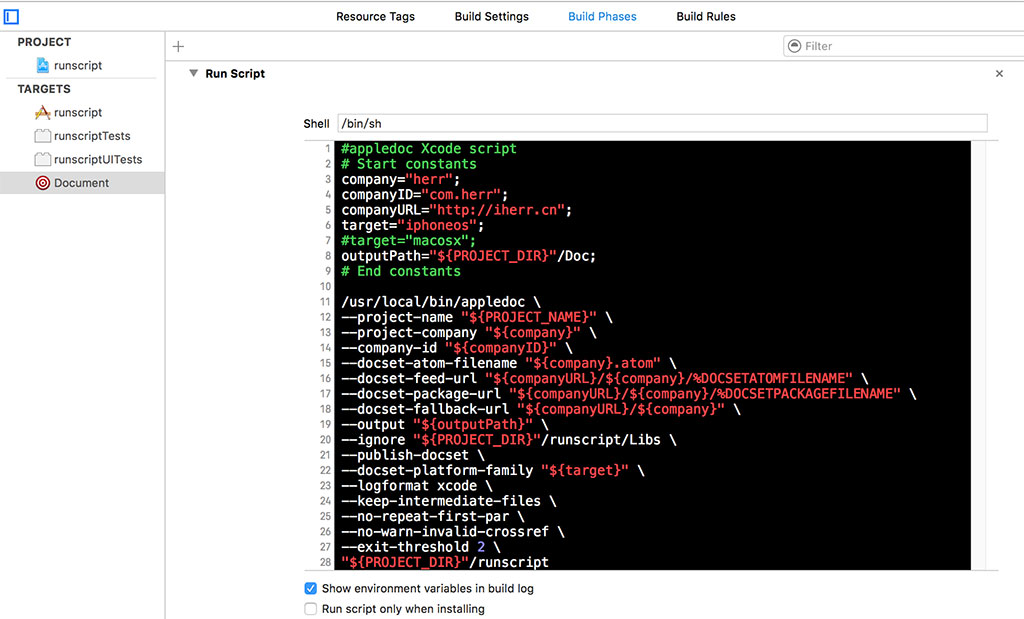 Resource Tags Build Settings Build Phases Build Rules
PROJECT
runscript
TARGETS
runscript
runscriptTests
runscriptUITests
Document
+ Filter
Run Script ×
Shell /bin/sh
1 #appledoc Xcode script
2 # Start constants
3 company="herr";
4 companyID="com.herr";
5 companyURL="http://iherr.cn";
6 target="iphoneos";
7 #target="macosx";
8 outputPath="${PROJECT_DIR}"/Doc;
9 # End constants
10
11 /usr/local/bin/appledoc \
12 --project-name "${PROJECT_NAME}" \
13 --project-company "${company}" \
14 --company-id "${companyID}" \
15 --docset-atom-filename "${company}.atom" \
16 --docset-feed-url "${companyURL}/${company}/%DOCSETATOMFILENAME" \
17 --docset-package-url "${companyURL}/${company}/%DOCSETPACKAGEFILENAME" \
18 --docset-fallback-url "${companyURL}/${company}" \
19 --output "${outputPath}" \
20 --ignore "${PROJECT_DIR}"/runscript/Libs \
21 --publish-docset \
22 --docset-platform-family "${target}" \
23 --logformat xcode \
24 --keep-intermediate-files \
25 --no-repeat-first-par \
26 --no-warn-invalid-crossref \
27 --exit-threshold 2 \
28 "${PROJECT_DIR}"/runscript
Show environment variables in build log
Run script only when installing